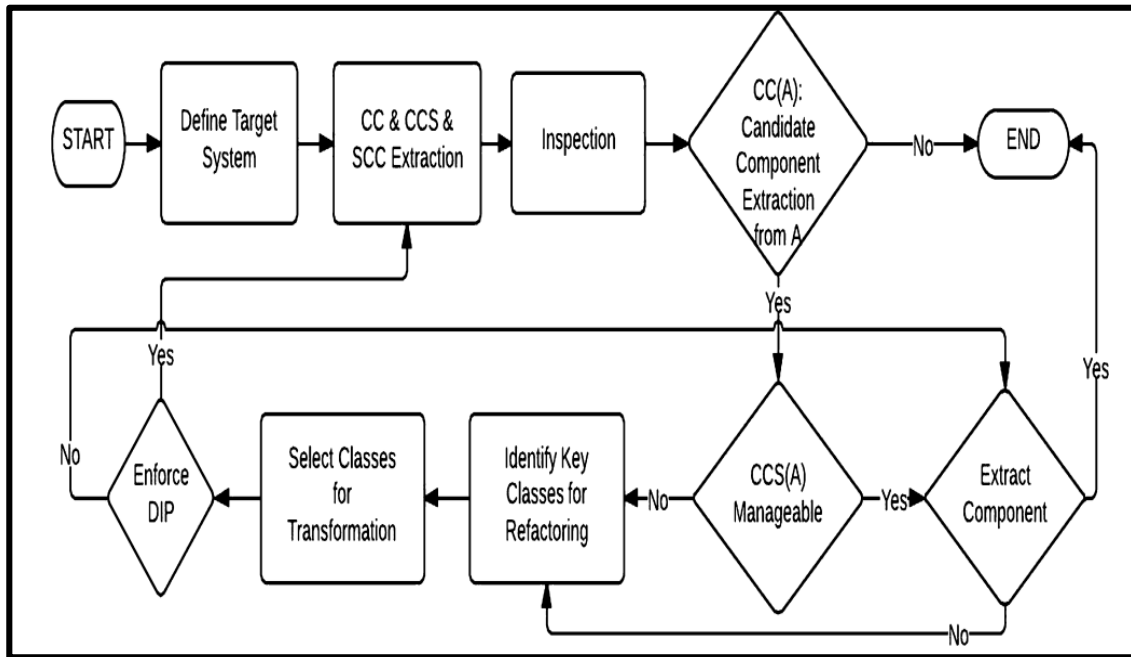 START
Define Target
System
CC & CCS &
SCC Extraction
Inspection
CC(A):
Candidate
Component
Extraction
from A
No
END
Yes
Yes
Yes
No
Enforce
DIP
Select Classes
for
Transformation
Identify Key
Classes for
Refactoring
No
CCS(A)
Manageable
Yes
Extract
Component
No